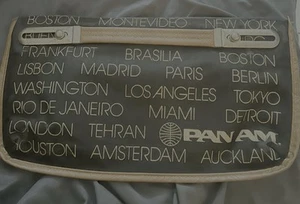 BOSTON MONTEVIDEO NEW YORK
FRANKFURT BRASILIA BOSTON
LISBON MADRID PARIS BERLIN
WASHINGTON LOS ANGELES TOKYO
RIO DE JANEIRO MIAMI DETROIT
LONDON TEHRAN PAN AM
HOUSTON AMSTERDAM AUCKLAND